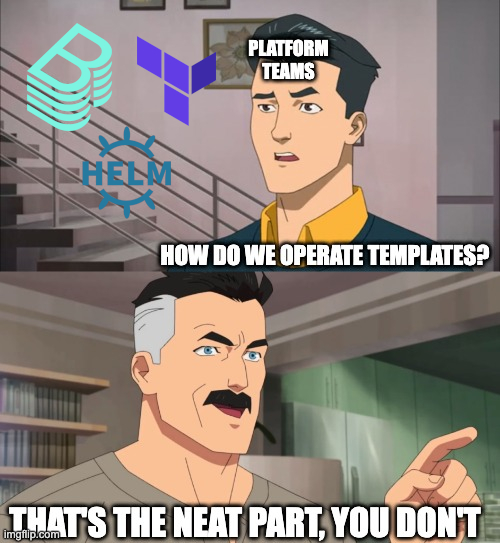 PLATFORM
TEAMS
HELM
HOW DO WE OPERATE TEMPLATES?
THAT'S THE NEAT PART, YOU DON'T
imgflip.com